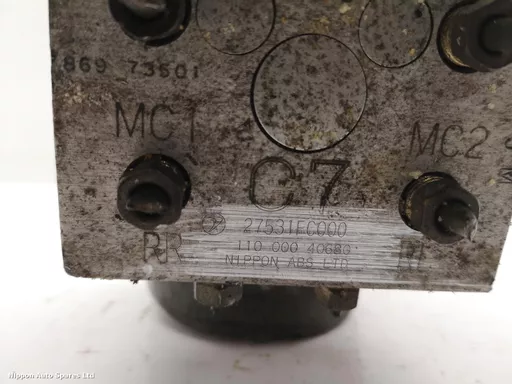 869 73501
MC1
MC2
C7
27531FC000
RR
110 000 40680
NIPPON ABS LTD
Nippon Auto Spares Ltd